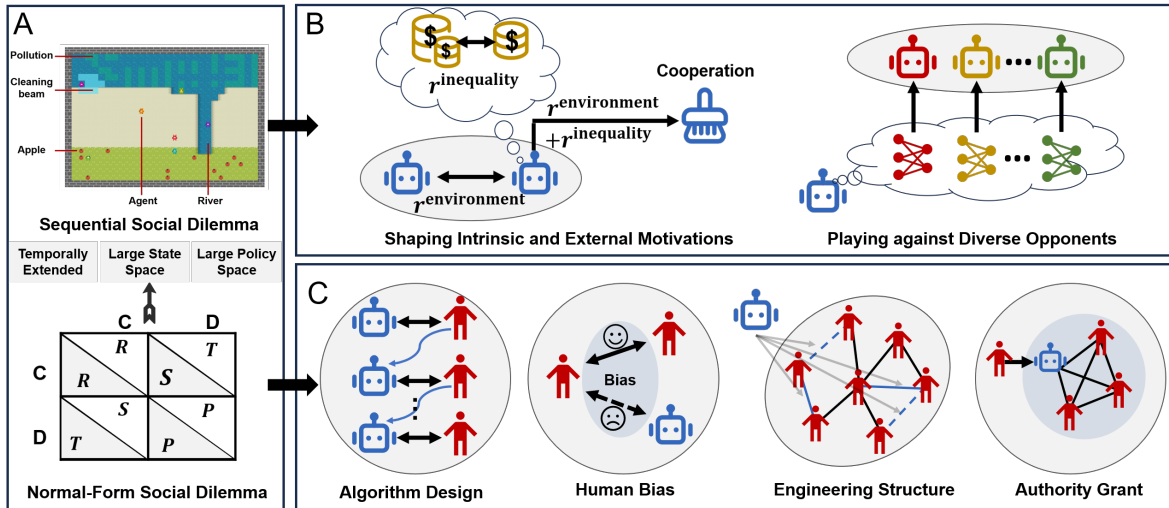 A
Pollution
Cleaning
beam
Apple
Agent
River
Sequential Social Dilemma
Temporally
Extended
Large State
Space
Large Policy
Space
C
D
C
R
R
T
S
D
S
T
P
P
Normal-Form Social Dilemma
B
$ $ $
r^inequality
Cooperation
r^environment
+r^inequality
r^environment
Shaping Intrinsic and External Motivations
Playing against Diverse Opponents
C
Bias
Algorithm Design
Human Bias
Engineering Structure
Authority Grant